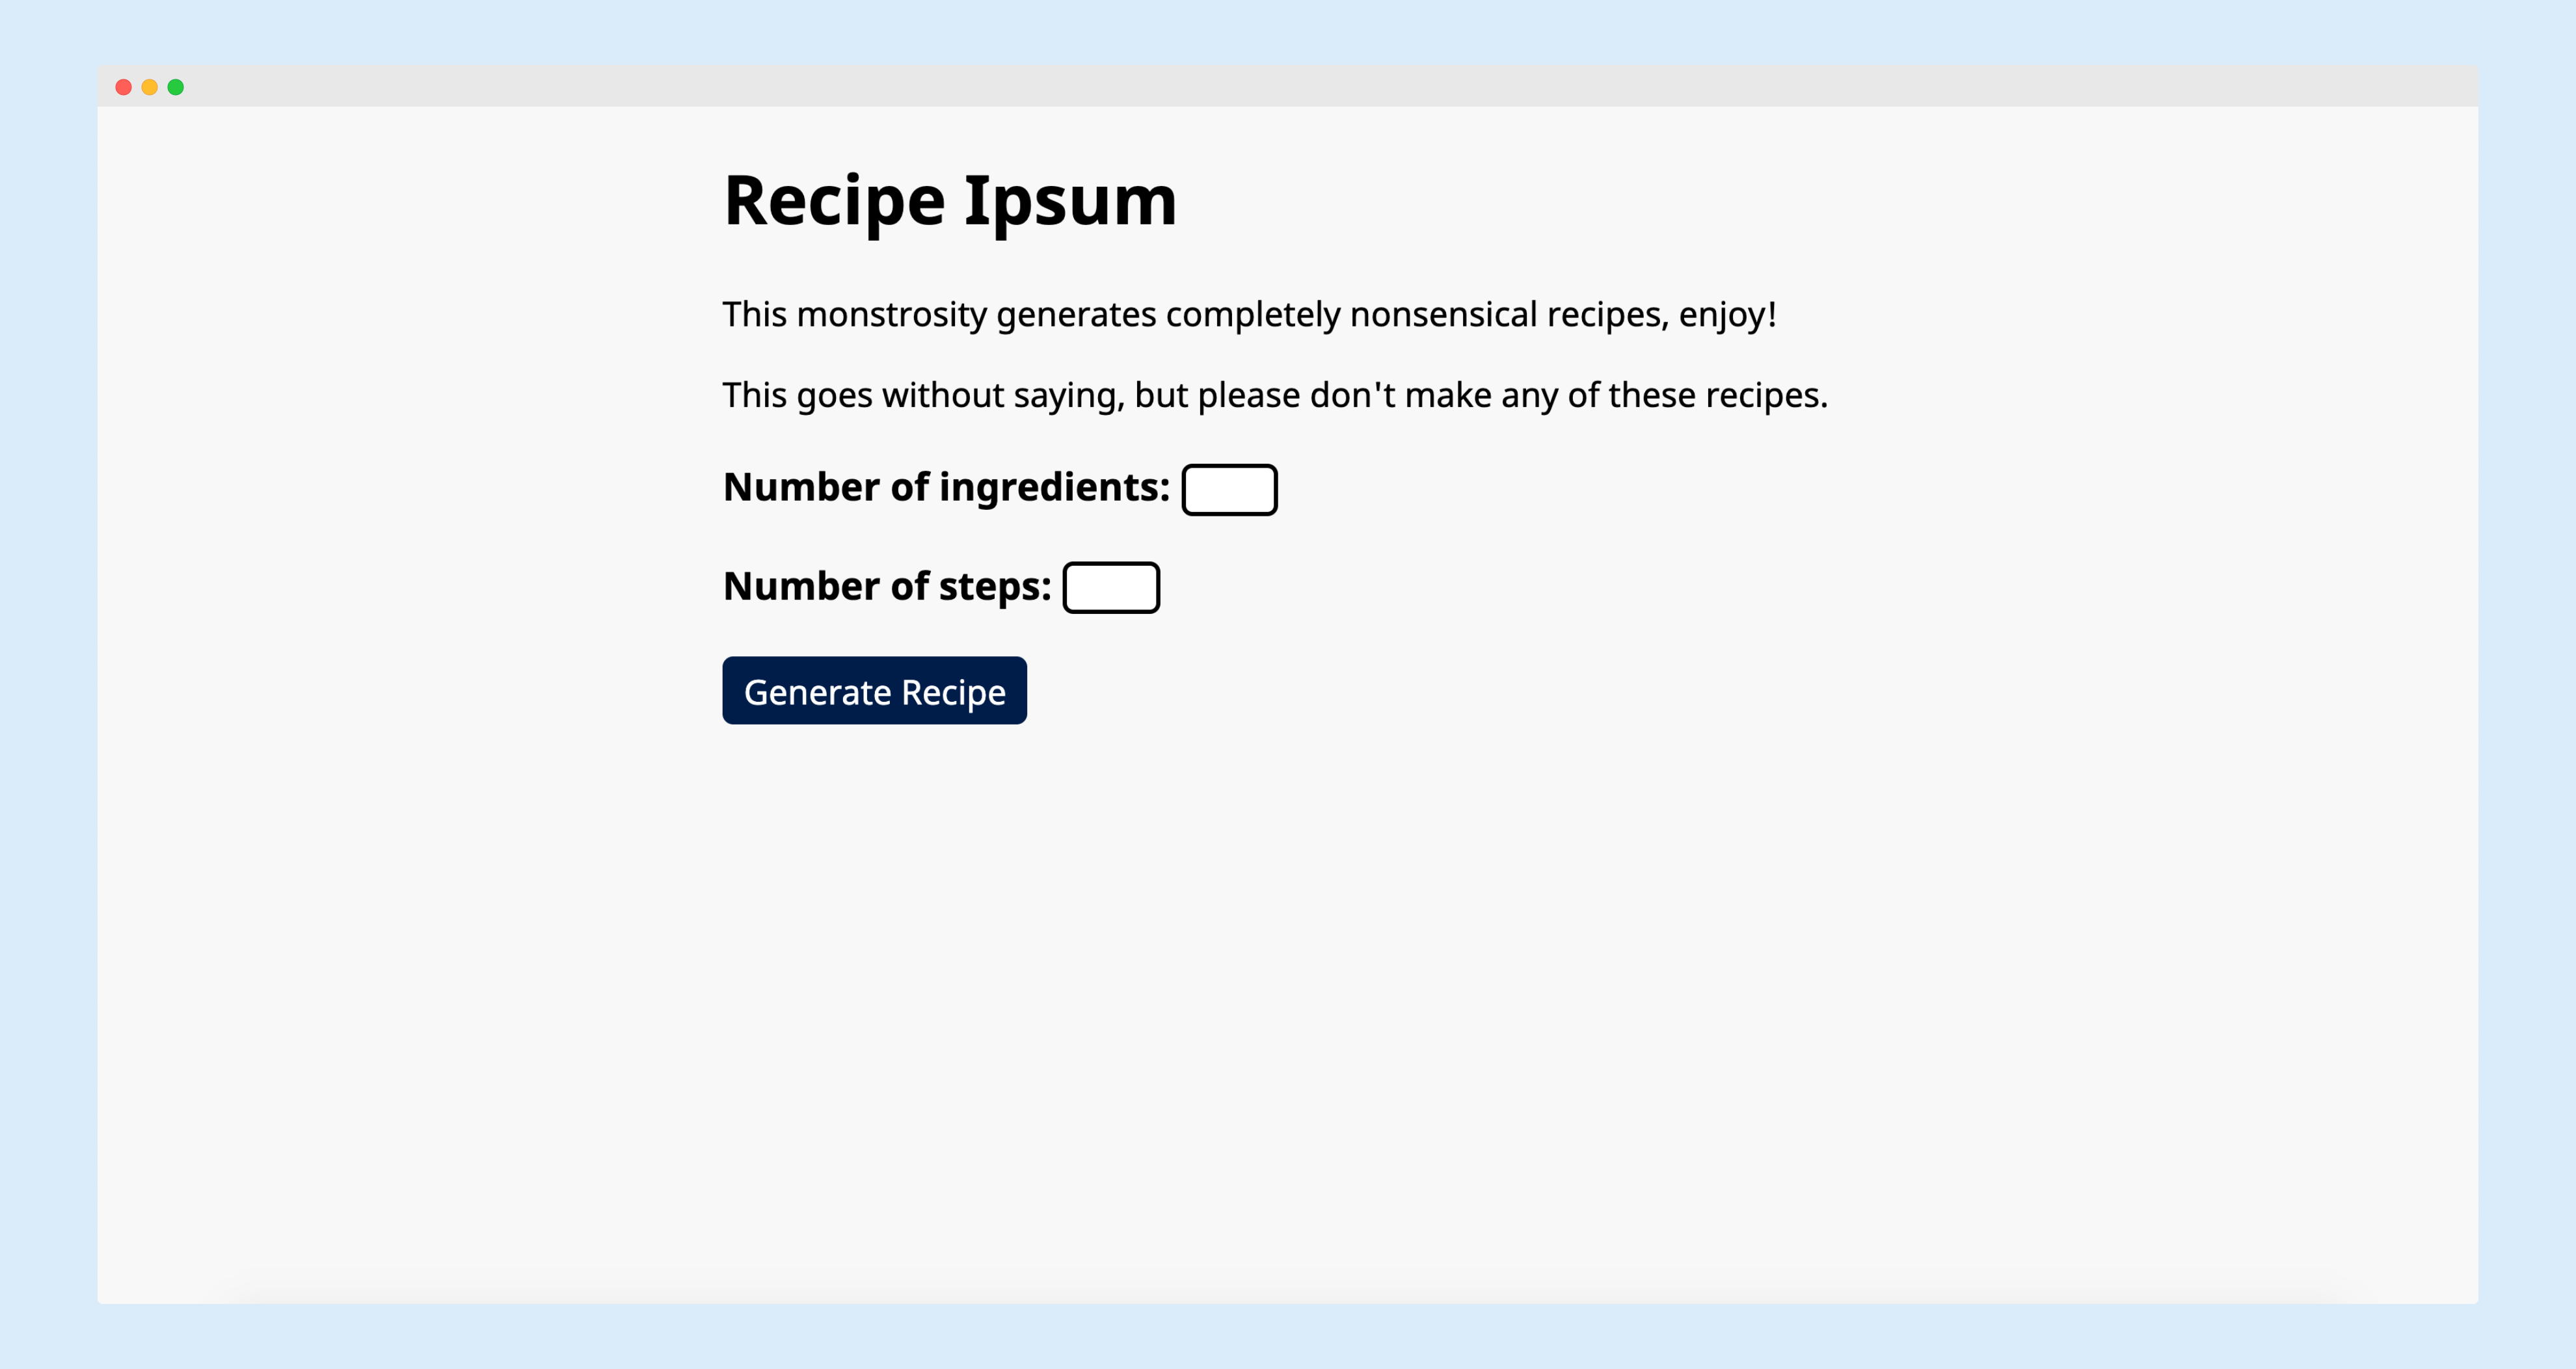 Recipe Ipsum
This monstrosity generates completely nonsensical recipes, enjoy!
This goes without saying, but please don't make any of these recipes.
Number of ingredients:
Number of steps:
Generate Recipe